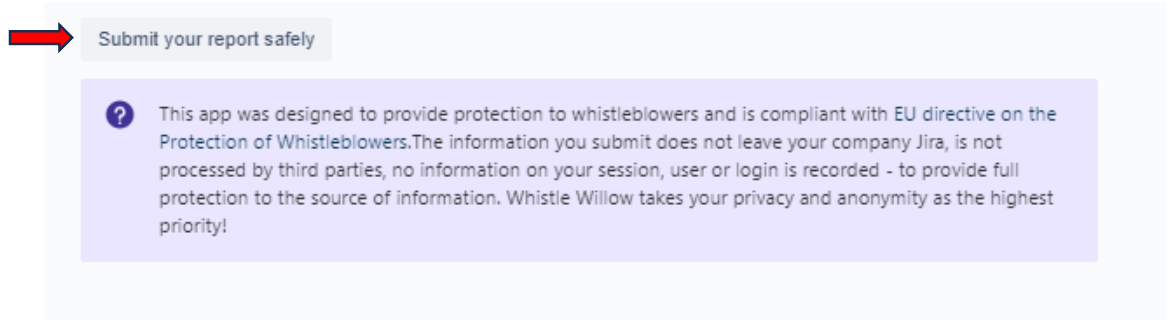 Submit your report safely
This app was designed to provide protection to whistleblowers and is compliant with EU directive on the
Protection of Whistleblowers.The information you submit does not leave your company Jira, is not
processed by third parties, no information on your session, user or login is recorded - to provide full
protection to the source of information. Whistle Willow takes your privacy and anonymity as the highest
priority!